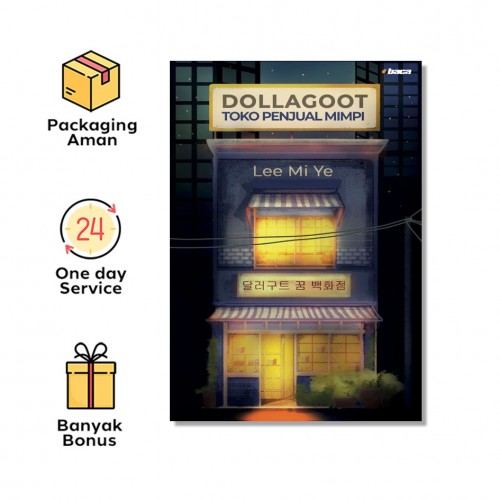 Packaging
Aman
24
One day
Service
Banyak
Bonus
baca
DOLLAGOOT
TOKO PENJUAL MIMPI
Lee Mi Ye
달러구트 꿈 백화점